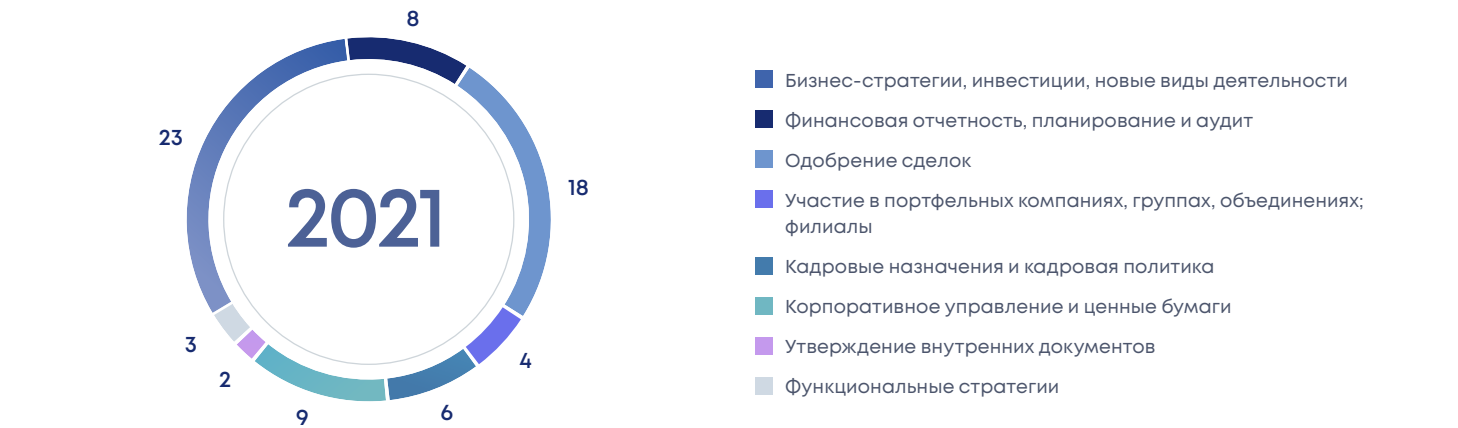 8
23
18
2021
3
4
2
6
9
Бизнес-стратегии, инвестиции, новые виды деятельности
Финансовая отчетность, планирование и аудит
Одобрение сделок
Участие в портфельных компаниях, группах, объединениях;
филиалы
Кадровые назначения и кадровая политика
Корпоративное управление и ценные бумаги
Утверждение внутренних документов
Функциональные стратегии